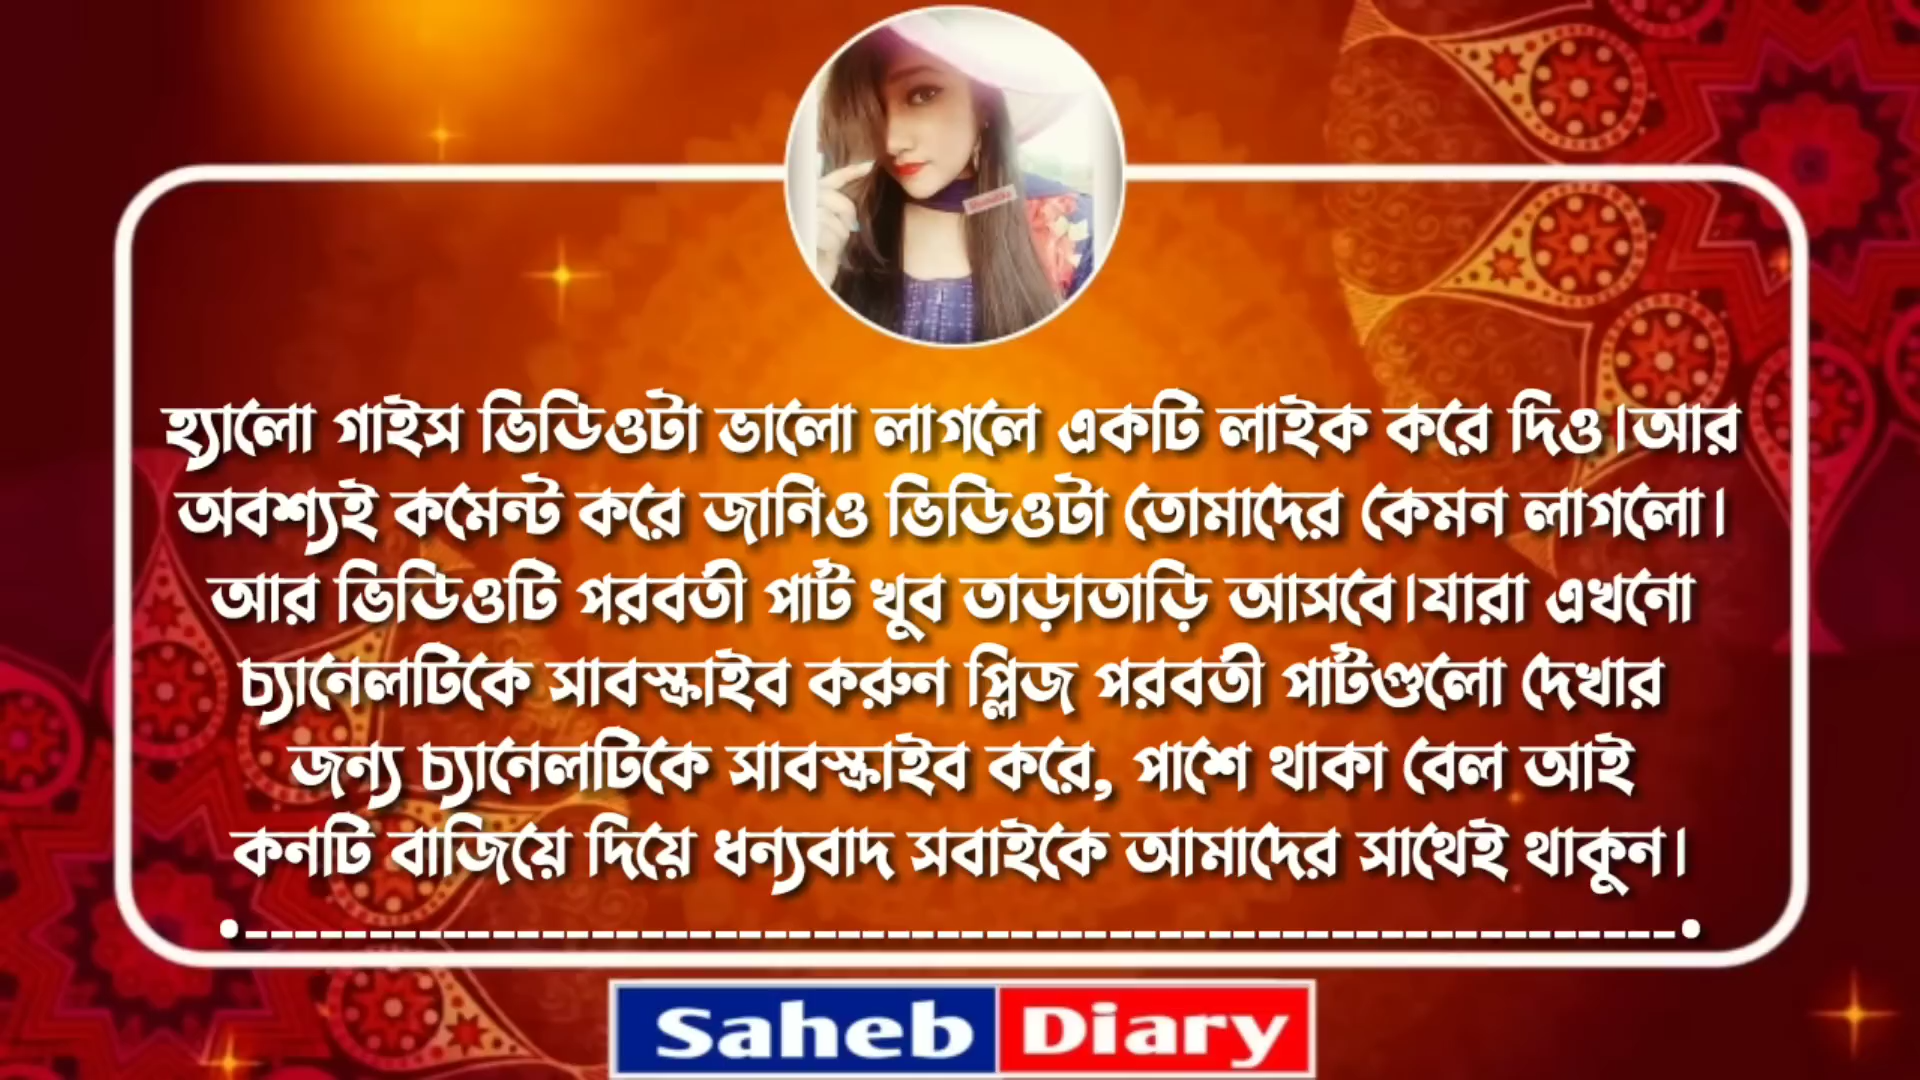 হ্যালো গাইস ভিডিওটা ভালো লাগলে একটি লাইক করে দিও।আর
অবশ্যই কমেন্ট করে জানিও ভিডিওটা তোমাদের কেমন লাগলো।
আর ভিডিওটি পরবর্তী পার্ট খুব তাড়াতাড়ি আসবে।যারা এখনো
চ্যানেলটিকে সাবস্ক্রাইব করুন প্লিজ পরবর্তী পার্টগুলো দেখার
জন্য চ্যানেলটিকে সাবস্ক্রাইব করে, পাশে থাকা বেল আই
কনটি বাজিয়ে দিয়ে ধন্যবাদ সবাইকে আমাদের সাথেই থাকুন।
Saheb Diary